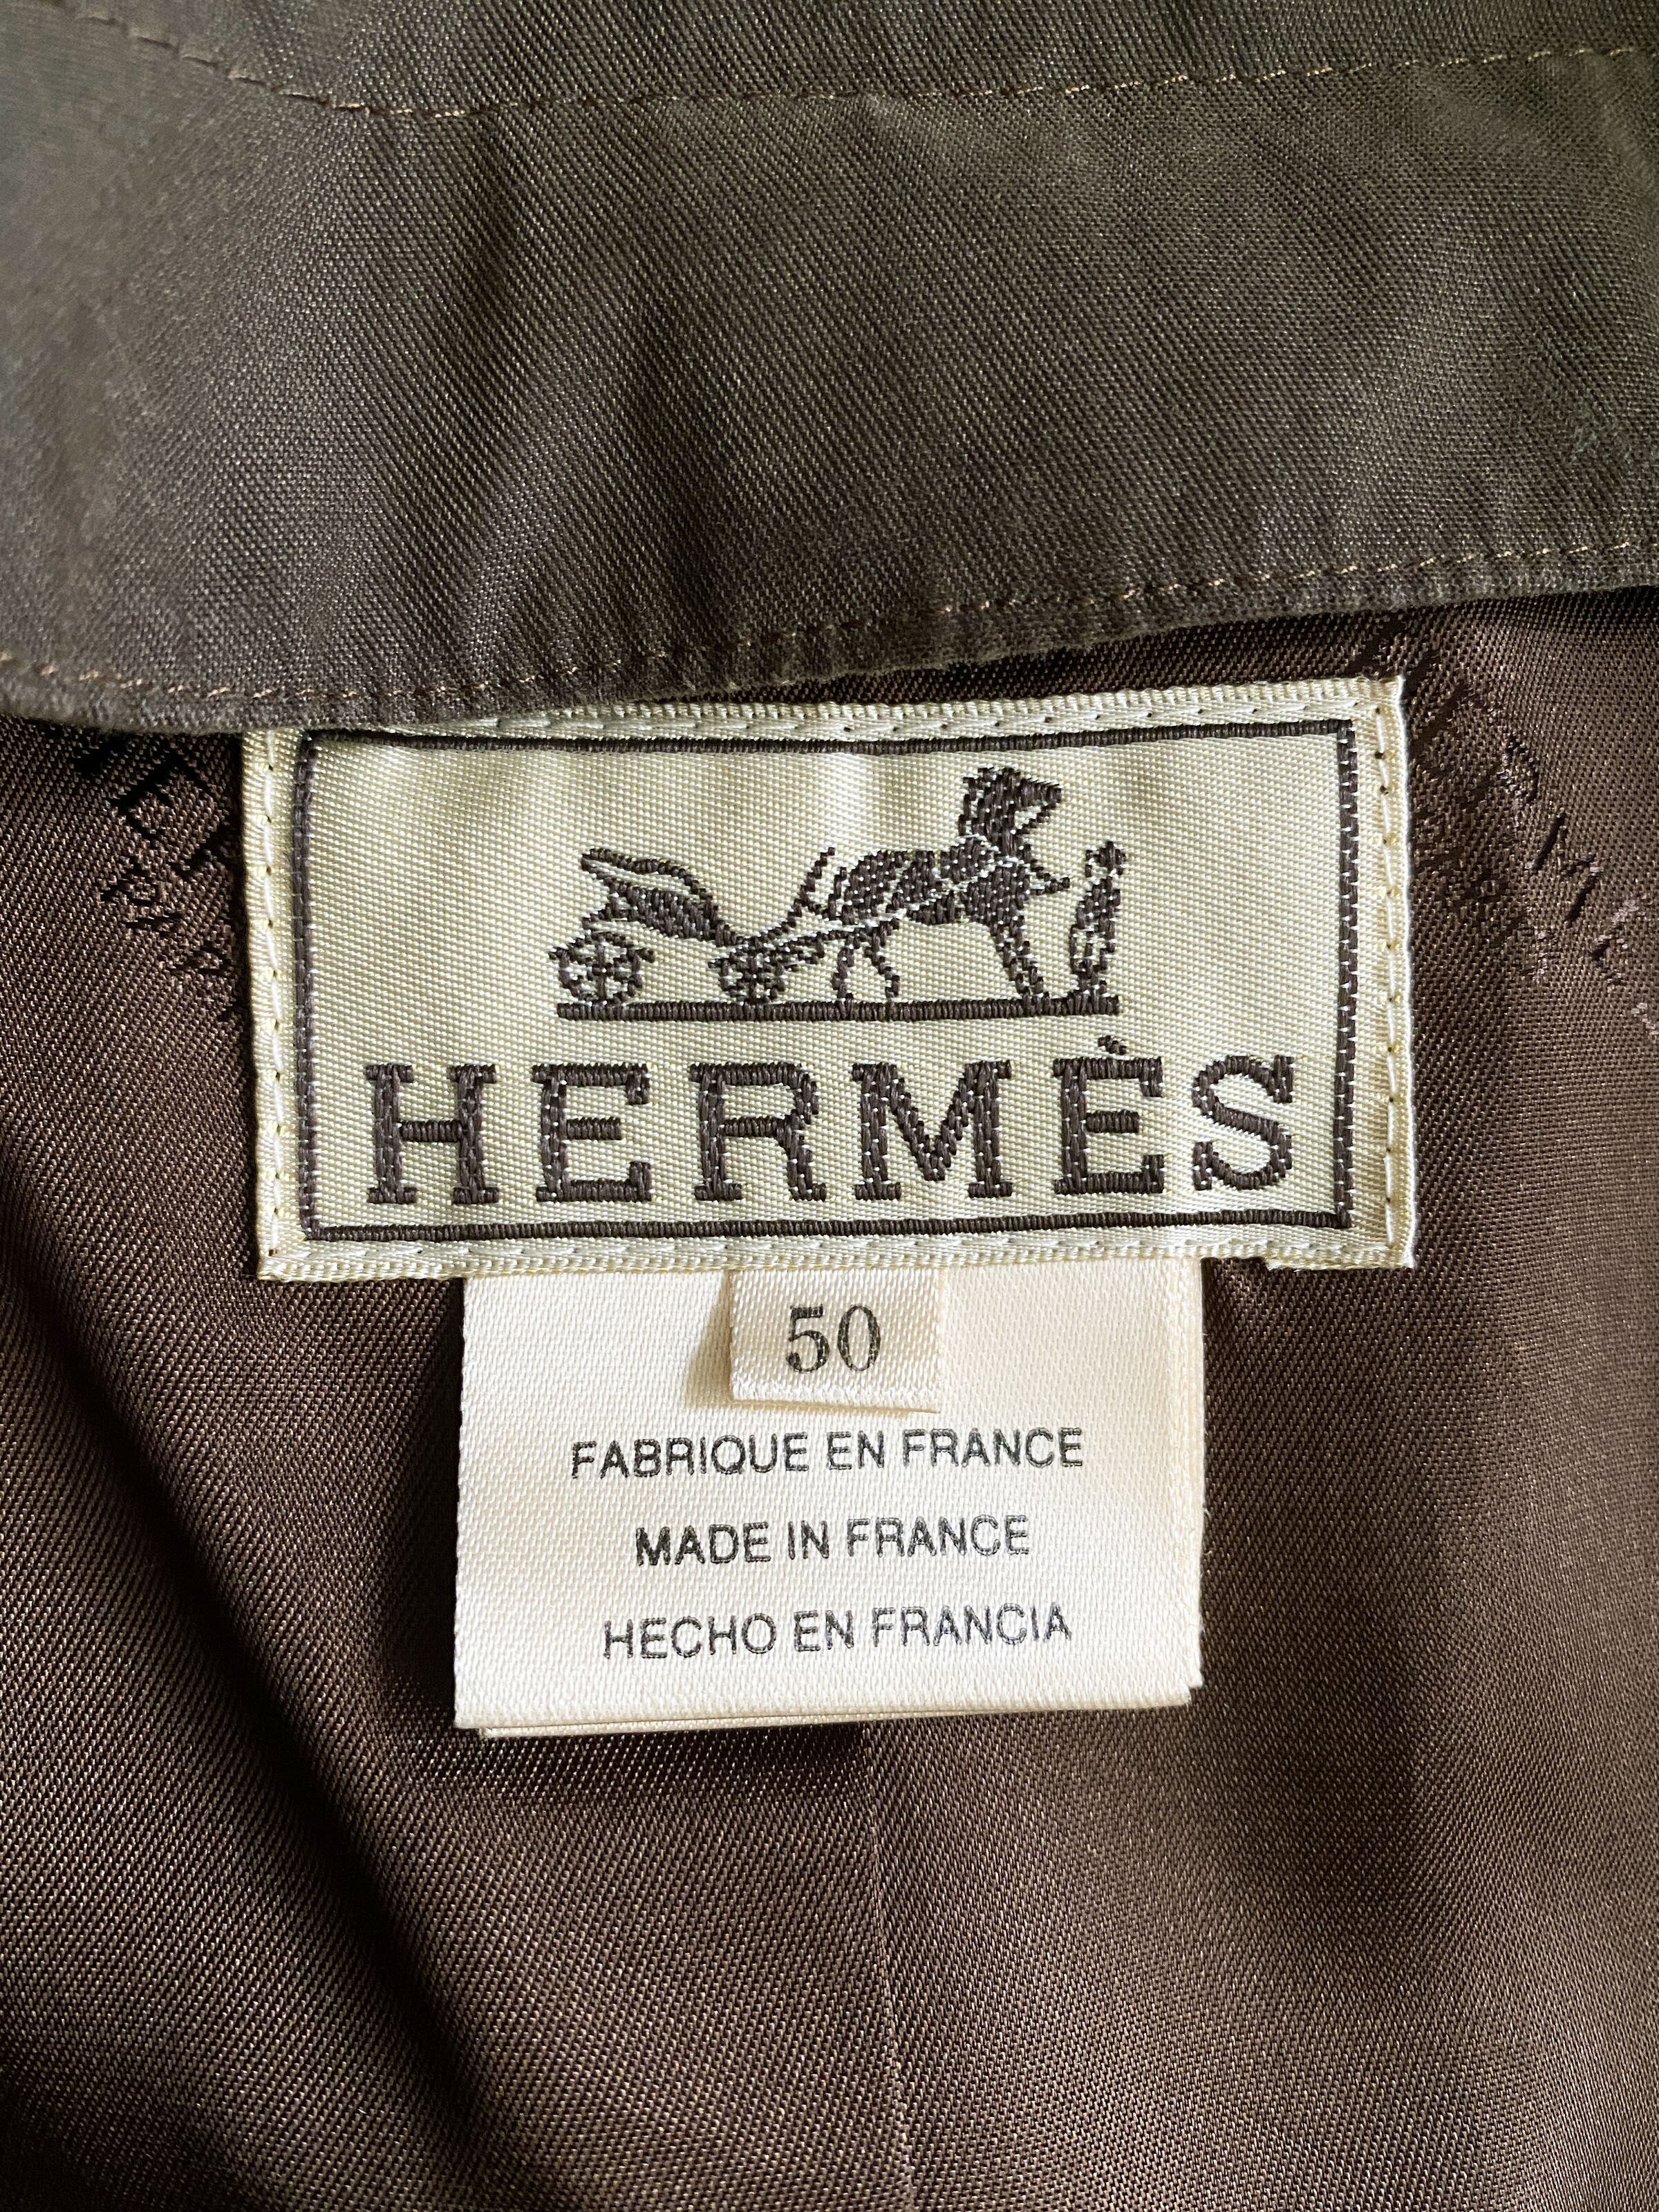 HERMÈS
50
FABRIQUE EN FRANCE
MADE IN FRANCE
HECHO EN FRANCIA